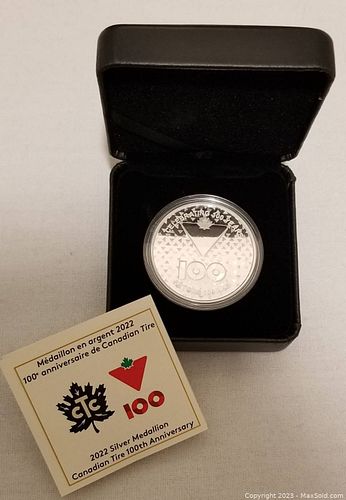 CELEBRATING 100 YEARS
100
Médaillon en argent 2022
100e anniversaire de Canadian Tire
CTC
100
2022 Silver Medallion
Canadian Tire 100th Anniversary
Copyright 2023 - MaxSold.com